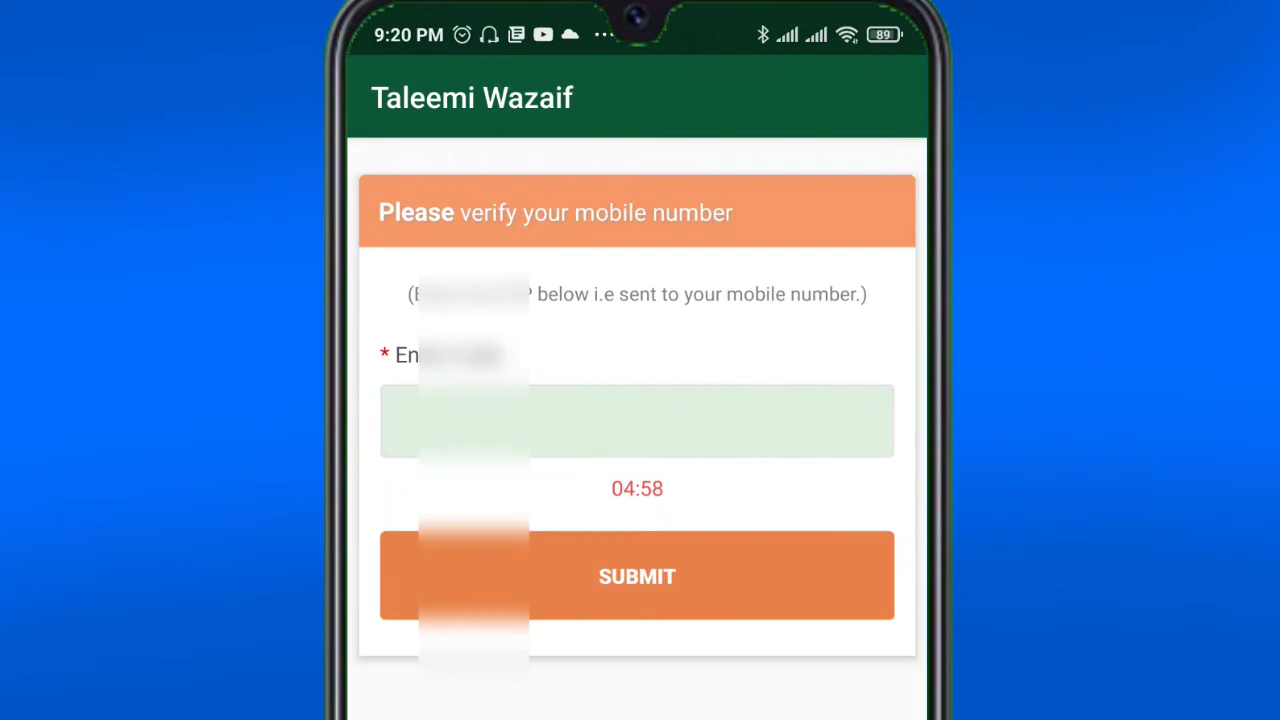 9:20 PM 89
Taleemi Wazaif
Please verify your mobile number
below i.e sent to your mobile number.)
*
04:58
SUBMIT